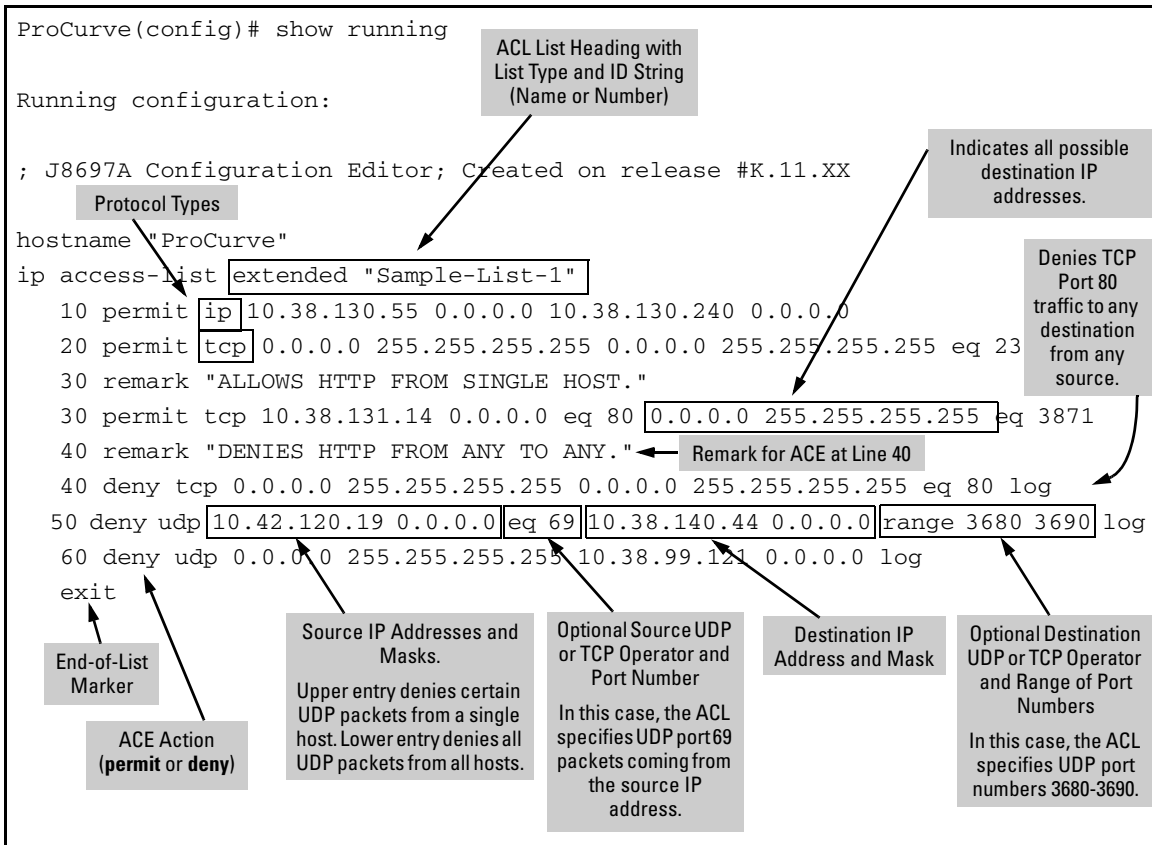 ProCurve(config)# show running
ACL List Heading with
List Type and ID String
(Name or Number)
Running configuration:
Indicates all possible
destination IP
addresses.
; J8697A Configuration Editor; Created on release #K.11.XX
Protocol Types
hostname "ProCurve"
Denies TCP
Port 80
traffic to any
destination
from any
source.
ip access-list extended "Sample-List-1"
10 permit ip 10.38.130.55 0.0.0.0 10.38.130.240 0.0.0.0
20 permit tcp 0.0.0.0 255.255.255.255 0.0.0.0 255.255.255.255 eq 23
30 remark "ALLOWS HTTP FROM SINGLE HOST."
30 permit tcp 10.38.131.14 0.0.0.0 eq 80 0.0.0.0 255.255.255.255 eq 3871
40 remark "DENIES HTTP FROM ANY TO ANY."
Remark for ACE at Line 40
40 deny tcp 0.0.0.0 255.255.255.255 0.0.0.0 255.255.255.255 eq 80 log
50 deny udp 10.42.120.19 0.0.0.0 eq 69 10.38.140.44 0.0.0.0 range 3680 3690 log
60 deny udp 0.0.0.0 255.255.255.255 10.38.99.121 0.0.0.0 log
exit
End-of-List
Marker
ACE Action
(permit or deny)
Source IP Addresses and
Masks.
Upper entry denies certain
UDP packets from a single
host. Lower entry denies all
UDP packets from all hosts.
Optional Source UDP
or TCP Operator and
Port Number
In this case, the ACL
specifies UDP port 69
packets coming from
the source IP
address.
Destination IP
Address and Mask
Optional Destination
UDP or TCP Operator
and Range of Port
Numbers
In this case, the ACL
specifies UDP port
numbers 3680-3690.